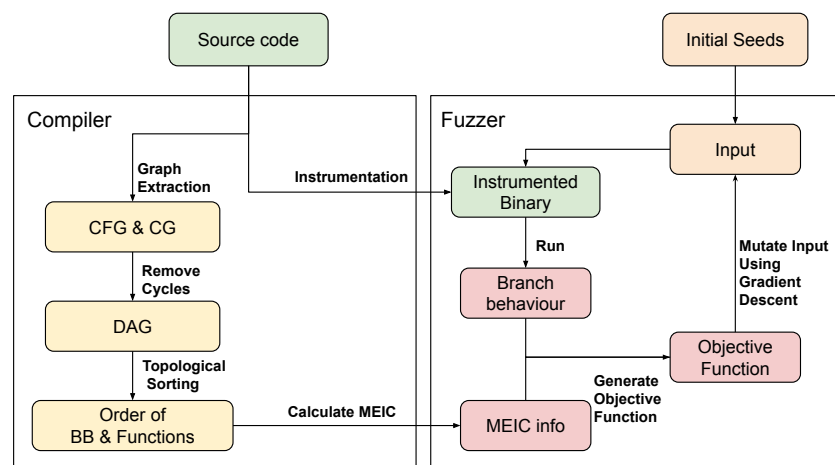 Source code
Initial Seeds
Compiler
Fuzzer
Graph
Extraction
Instrumentation
Input
Instrumented
Binary
CFG & CG
Run
Mutate Input
Using
Gradient
Descent
Remove
Cycles
Branch
behaviour
DAG
Objective
Function
Topological
Sorting
Generate
Objective
Function
Order of
BB & Functions
Calculate MEIC
MEIC info